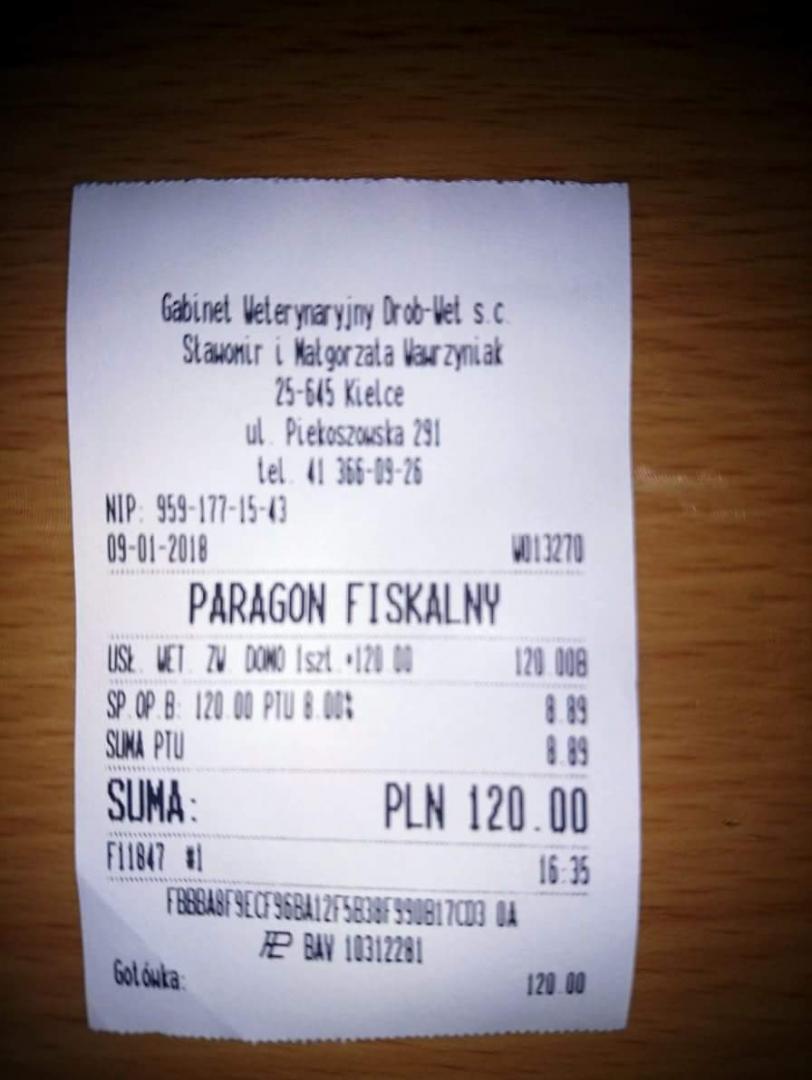 Gabinet Weterynaryjny Drob-Wet s.c.
Sławomir i Małgorzata Wawrzyniak
25-645 Kielce
ul. Piekoszowska 291
tel. 41 366-09-26
NIP: 959-177-15-43
09-01-2018 W013270
PARAGON FISKALNY
USŁ. WET. ZW. DOMO 1szt.*120.00 120.00B
SP.OP.B: 120.00 PTU 8.00% 8.89
SUMA PTU 8.89
SUMA: PLN 120.00
F11847 #1 16:35
BAV 10312281
Gotówka: 120.00